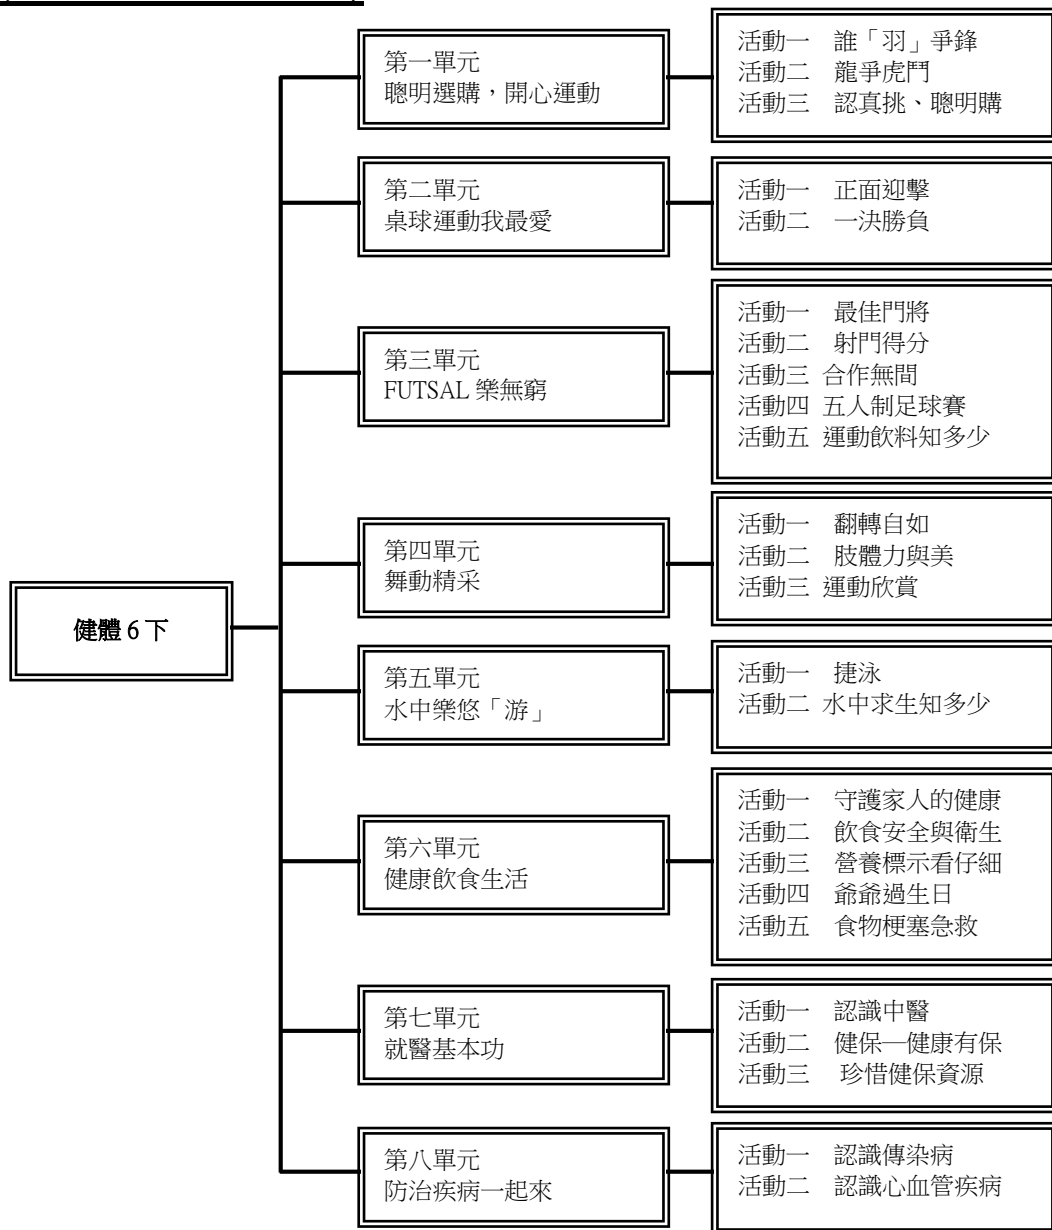 健體 6 下
第一單元
聰明選購，開心運動
活動一　誰「羽」爭鋒
活動二　龍爭虎鬥
活動三　認真挑、聰明購
第二單元
桌球運動我最愛
活動一　正面迎擊
活動二　一決勝負
第三單元
FUTSAL 樂無窮
活動一　最佳門將
活動二　射門得分
活動三 合作無間
活動四 五人制足球賽
活動五 運動飲料知多少
第四單元
舞動精采
活動一　翻轉自如
活動二　肢體力與美
活動三 運動欣賞
第五單元
水中樂悠「游」
活動一　捷泳
活動二 水中求生知多少
第六單元
健康飲食生活
活動一　守護家人的健康
活動二　飲食安全與衛生
活動三　營養標示看仔細
活動四　爺爺過生日
活動五　食物梗塞急救
第七單元
就醫基本功
活動一　認識中醫
活動二　健保─健康有保
活動三　珍惜健保資源
第八單元
防治疾病一起來
活動一　認識傳染病
活動二　認識心血管疾病